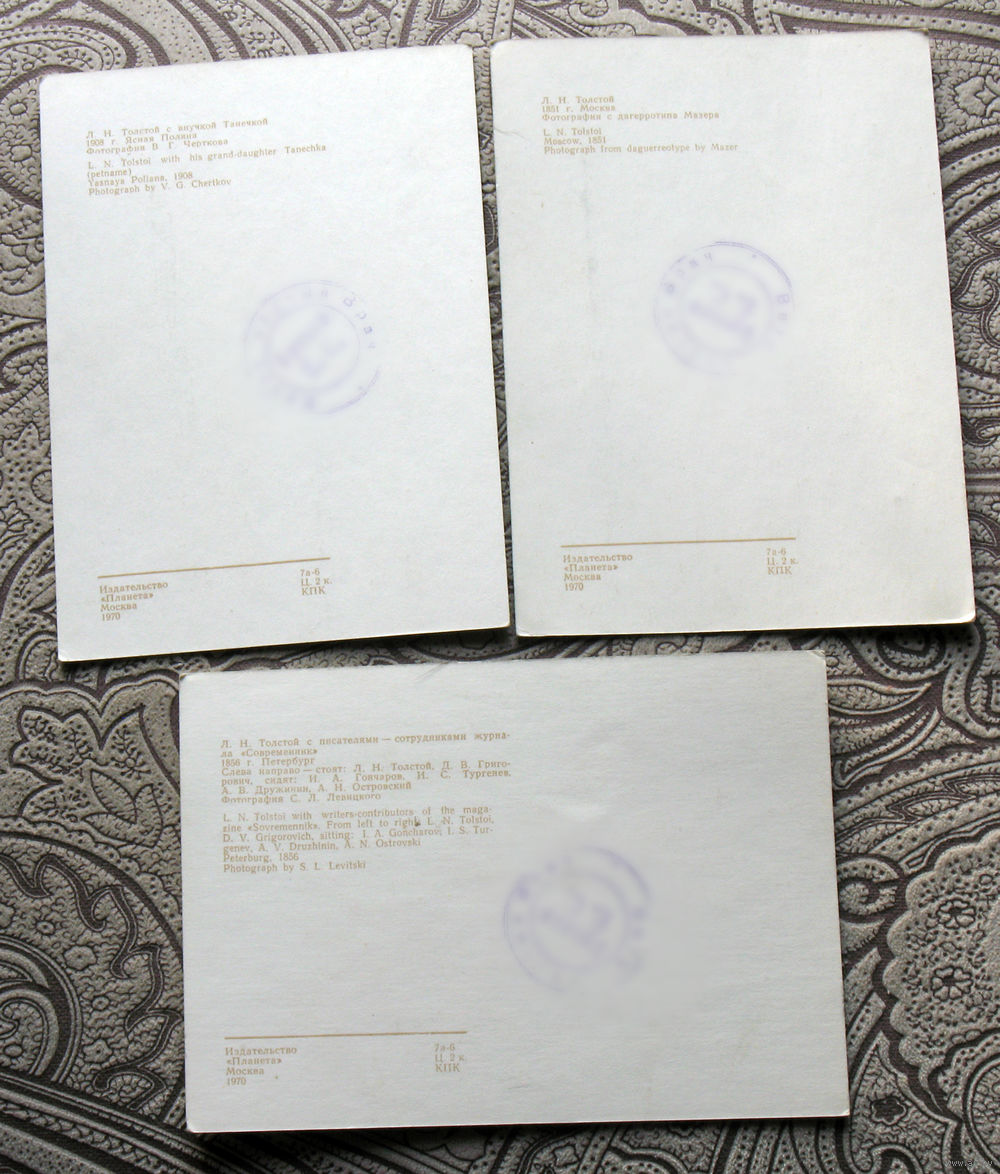 Л. Н. Толстой с внучкой Танечкой
1908 г. Ясная Поляна
Фотография В. Г. Черткова
L. N. Tolstoi with his grand-daughter Tanechka
(petname)
Yasnaya Poliana, 1908
Photograph by V. G. Chertkov
Врач
Издательство
«Планета»
Москва
1970
7а-6
Ц. 2 к.
КПК
Л. Н. Толстой
1851 г. Москва
Фотография с дагерротипа Мазера
L. N. Tolstoi
Moscow, 1851
Photograph from daguerreotype by Mazer
Врач
Издательство
«Планета»
Москва
1970
7а-6
Ц. 2 к.
КПК
Л. Н. Толстой с писателями — сотрудниками журна-
ла «Современник»
1856 г. Петербург
Слева направо — стоят: Л. Н. Толстой, Д. В. Григо-
рович, сидят: И. А. Гончаров, И. С. Тургенев,
А. В. Дружинин, А. Н. Островский
Фотография С. Л. Левицкого
L. N. Tolstoi with writers-contributors of the maga-
zine «Sovremennik». From left to right: L. N. Tolstoi,
D. V. Grigorovich, sitting: I. A. Goncharov, I. S. Tur-
genev, A. V. Druzhinin, A. N. Ostrovski
Peterburg, 1856
Photograph by S. L. Levitski
Издательство
«Планета»
Москва
1970
7а-6
Ц. 2 к.
КПК